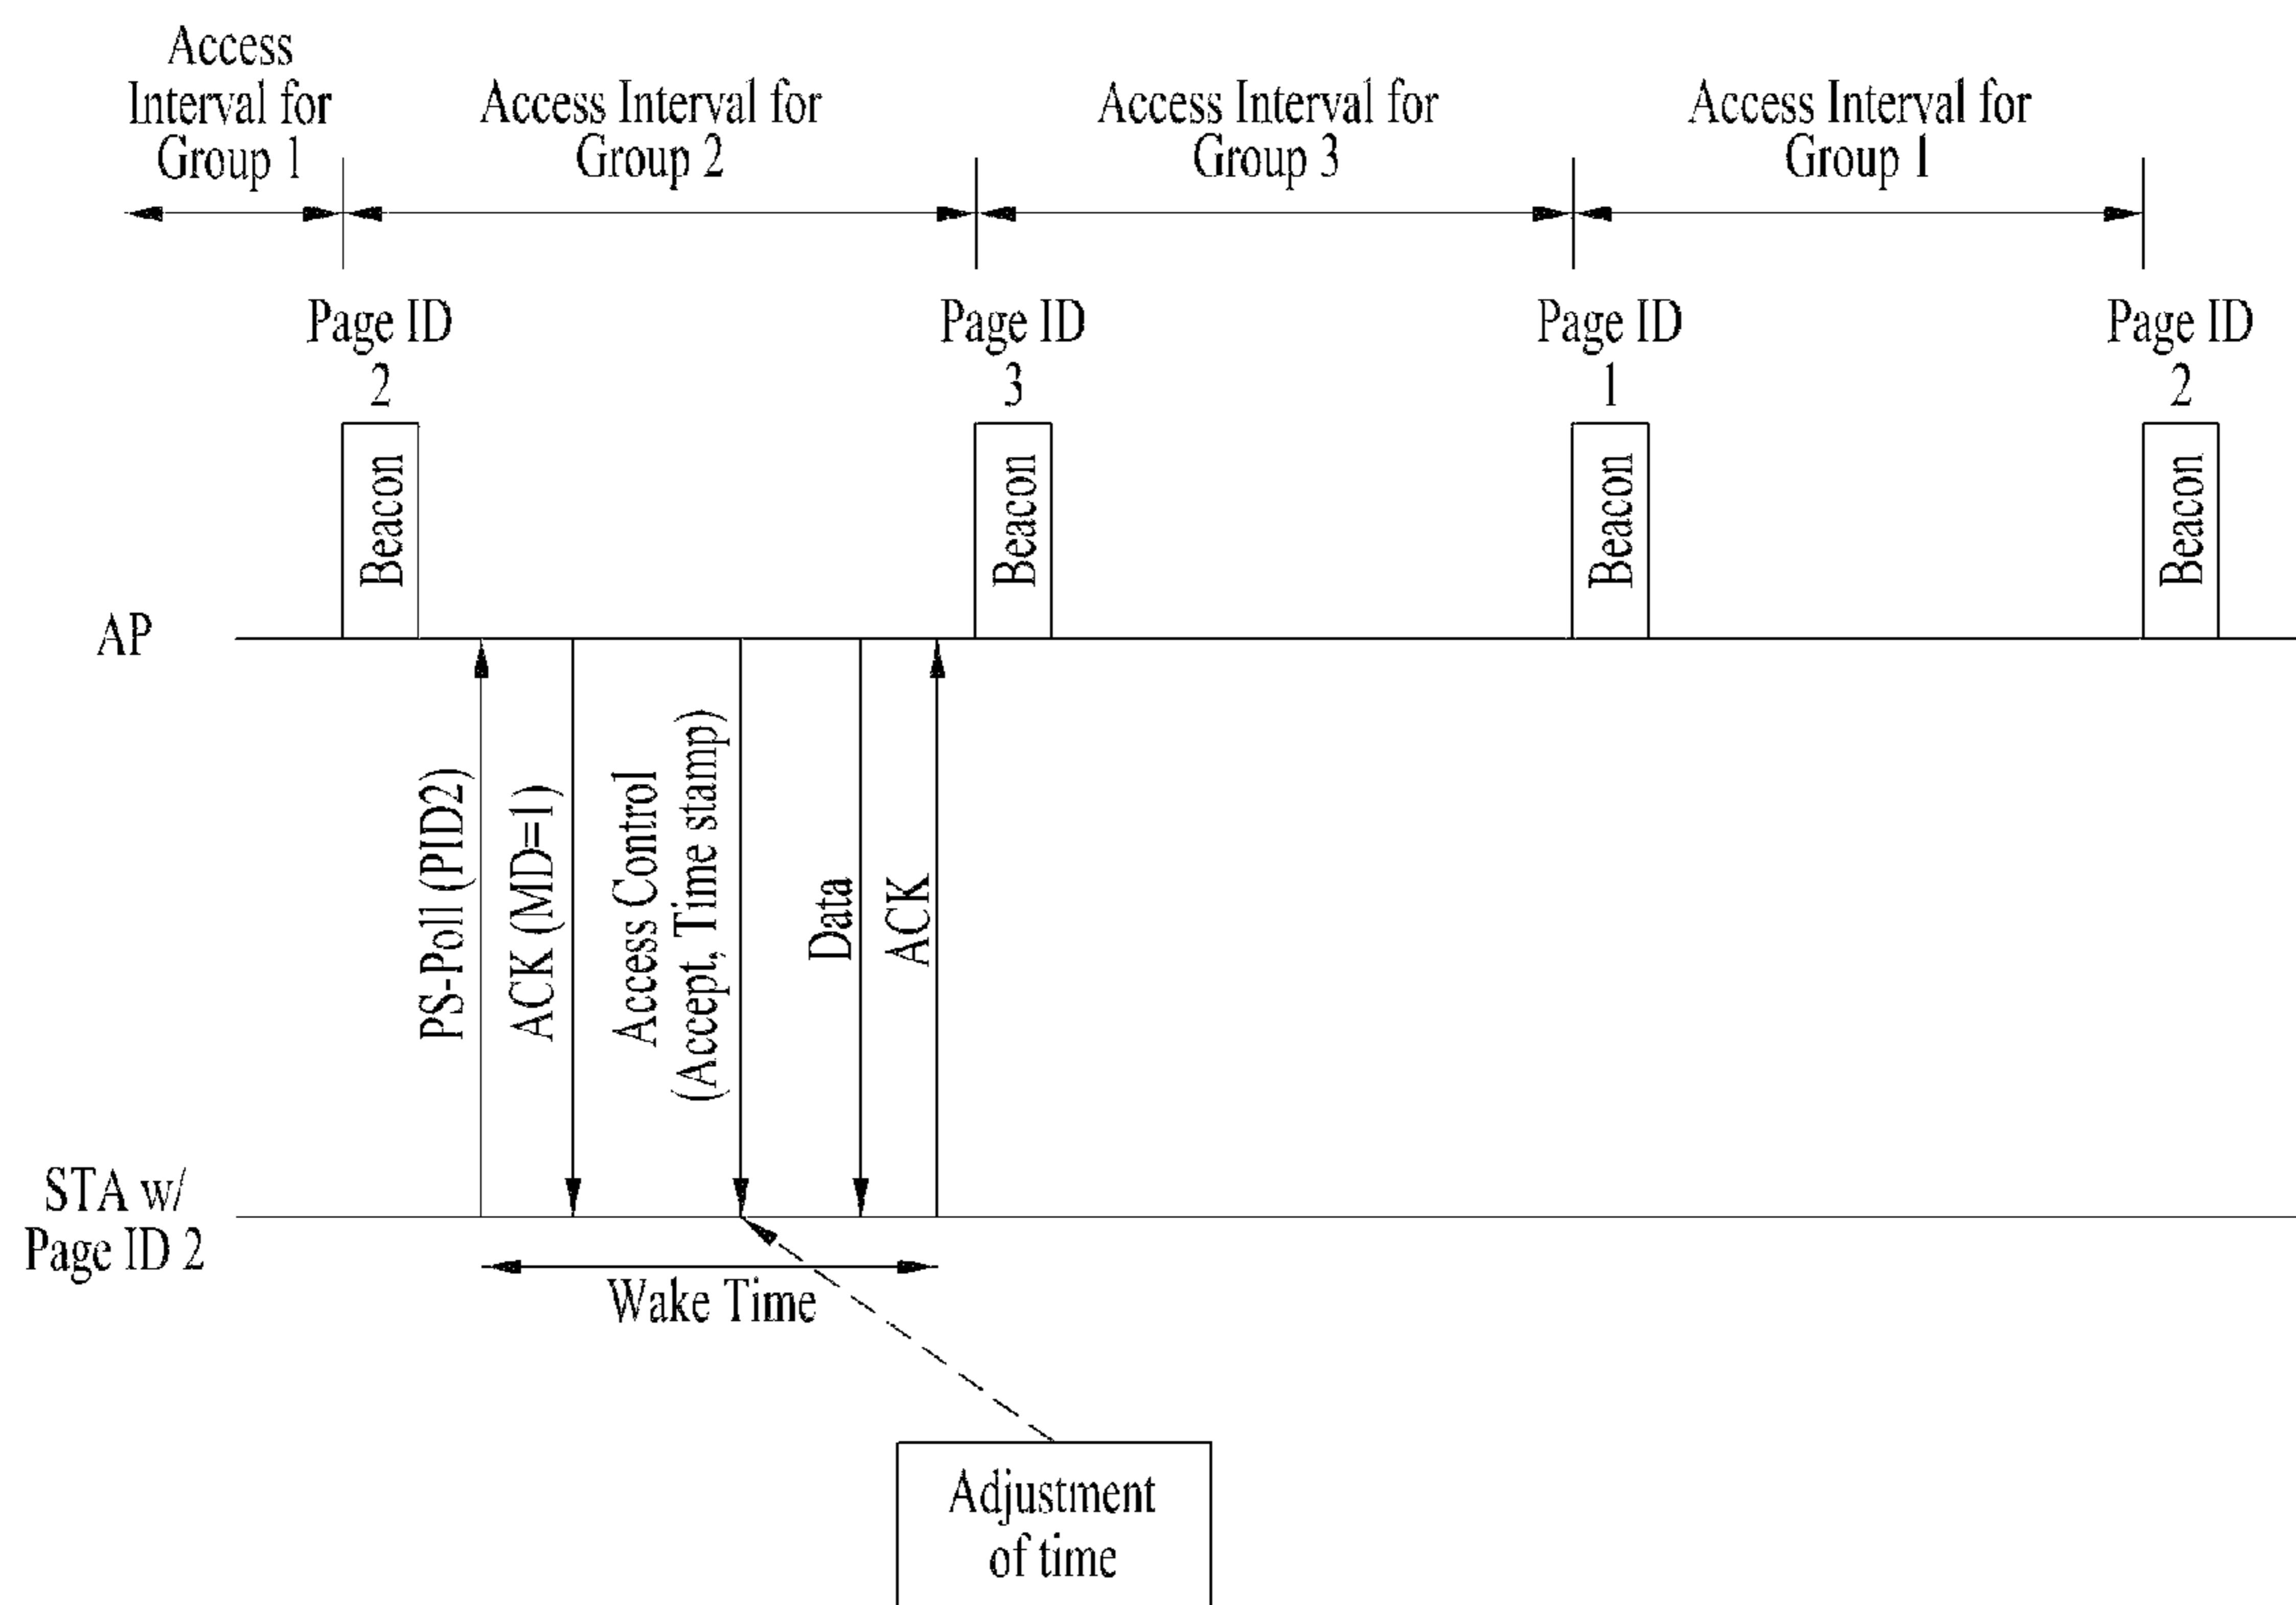 Access
Interval for
Group 1
Access Interval for
Group 2
Access Interval for
Group 3
Access Interval for
Group 1
Page ID
2
Page ID
3
Page ID
1
Page ID
2
Beacon
Beacon
Beacon
Beacon
AP
PS-Poll (PID2)
ACK (MD=1)
Access Control
(Accept, Time stamp)
Data
ACK
STA w/
Page ID 2
Wake Time
Adjustment
of time